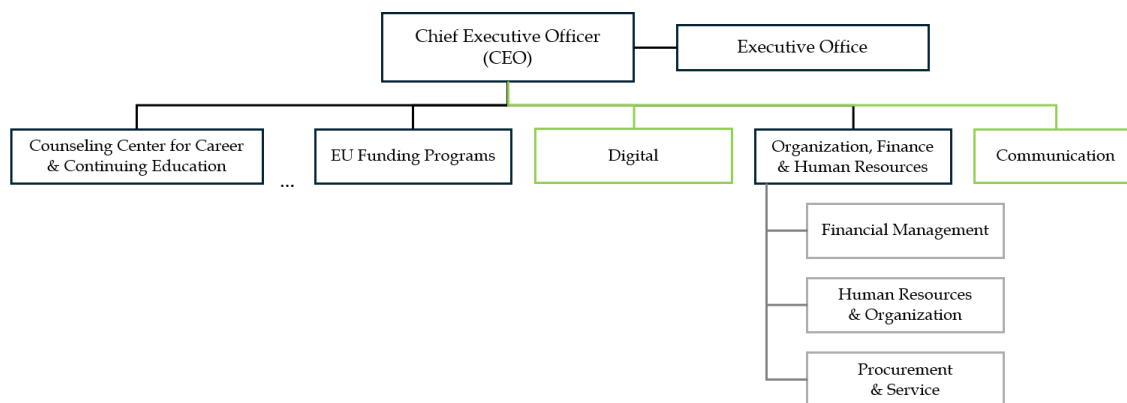 Chief Executive Officer
(CEO)
Executive Office
Counseling Center for Career
& Continuing Education
...
EU Funding Programs
Digital
Organization, Finance
& Human Resources
Communication
Financial Management
Human Resources
& Organization
Procurement
& Service